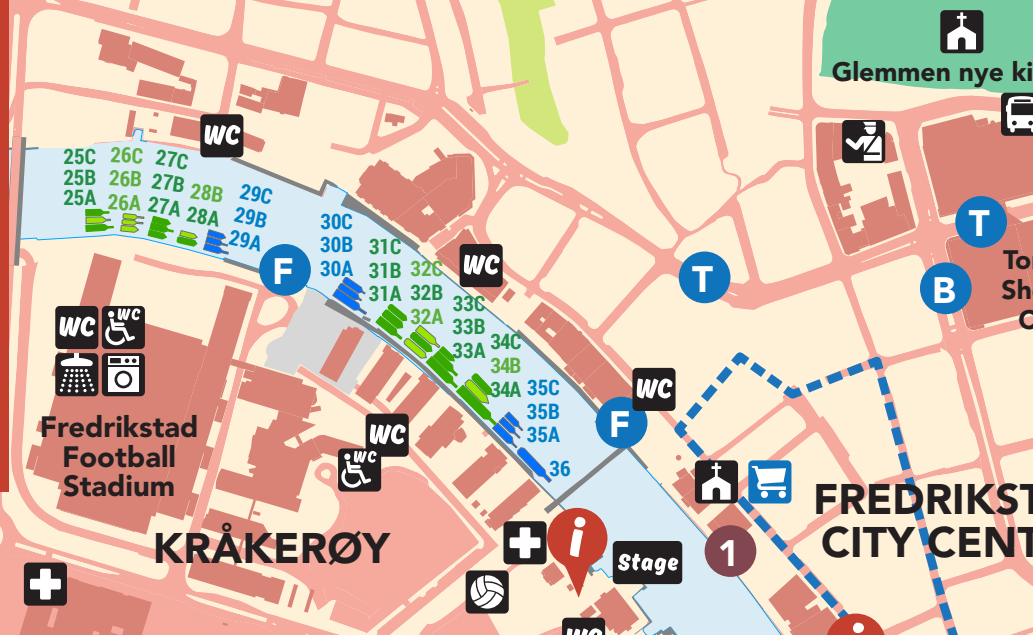 Glemmen nye ki
WC
25C 26C 27C
25B 26B 27B 28B 29C
25A 26A 27A 28A 29B
29A
30C
30B
30A
31C
31B
31A
32C
32B
32A
33C
33B
33A
34C
34B
34A
35C
35B
35A
36
F
WC
T
T
B
To
Sh
C
WC
WC
F
WC
Fredrikstad
Football
Stadium
WC
WC
KRÅKERØY
FREDRIKST
CITY CENT
i
Stage
1
WC
i